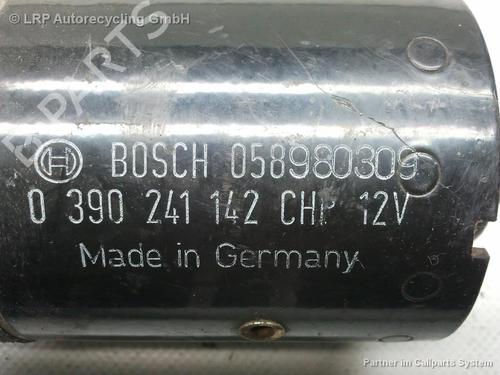 © LRP Autorecycling GmbH
BOSCH 058980309
0 390 241 142 CHP 12V
Made in Germany
Partner im Callparts System